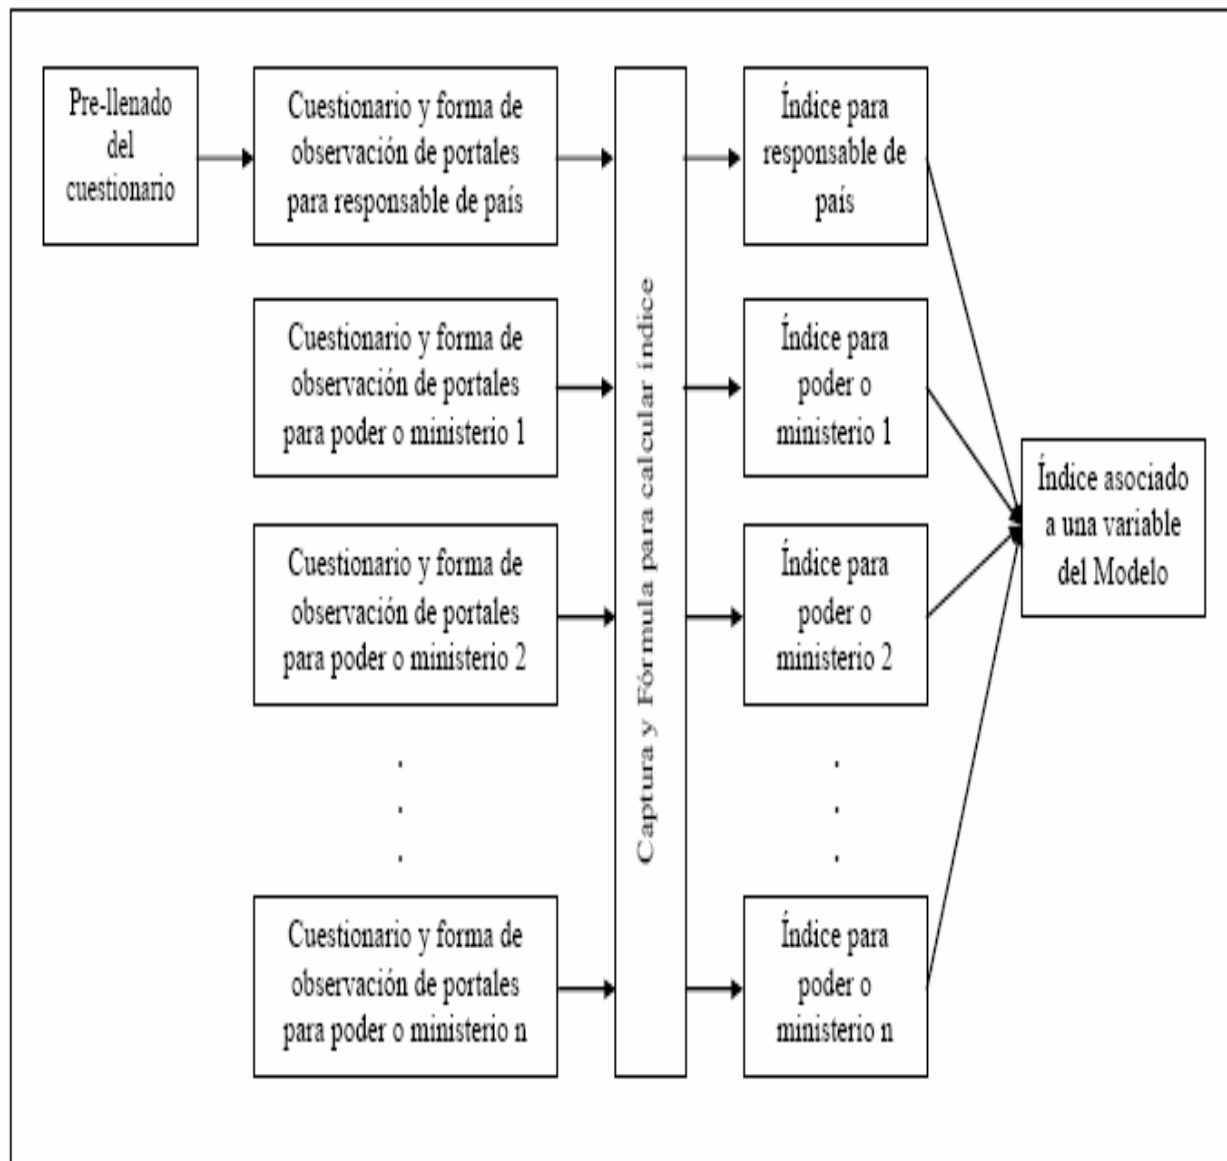 Pre-llenado
del
cuestionario
Cuestionario y forma de
observación de portales
para responsable de país
Índice para
responsable de
país
Cuestionario y forma de
observación de portales
para poder o ministerio 1
Índice para
poder o
ministerio 1
Captura y Fórmula para calcular índice
Índice asociado
a una variable
del Modelo
Cuestionario y forma de
observación de portales
para poder o ministerio 2
Índice para
poder o
ministerio 2
.
.
.
.
.
.
Cuestionario y forma de
observación de portales
para poder o ministerio n
Índice para
poder o
ministerio n